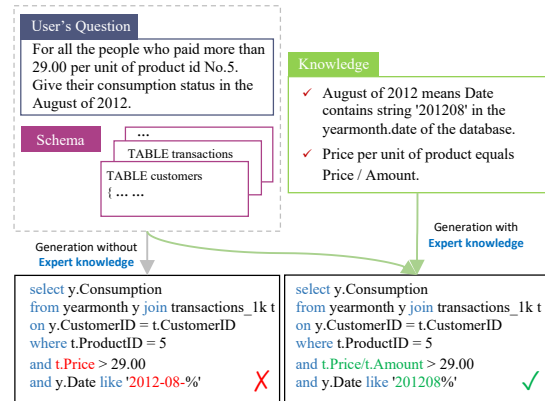 User's Question
For all the people who paid more than
29.00 per unit of product id No.5.
Give their consumption status in the
August of 2012.
Schema
...
TABLE transactions
TABLE customers
{ ... ...
Knowledge
✓ August of 2012 means Date
contains string '201208' in the
yearmonth.date of the database.
✓ Price per unit of product equals
Price / Amount.
Generation without
Expert knowledge
Generation with
Expert knowledge
select y.Consumption
from yearmonth y join transactions_1k t
on y.CustomerID = t.CustomerID
where t.ProductID = 5
and t.Price > 29.00
and y.Date like '2012-08-%'
✗
select y.Consumption
from yearmonth y join transactions_1k t
on y.CustomerID = t.CustomerID
where t.ProductID = 5
and t.Price/t.Amount > 29.00
and y.Date like '201208%'
✓